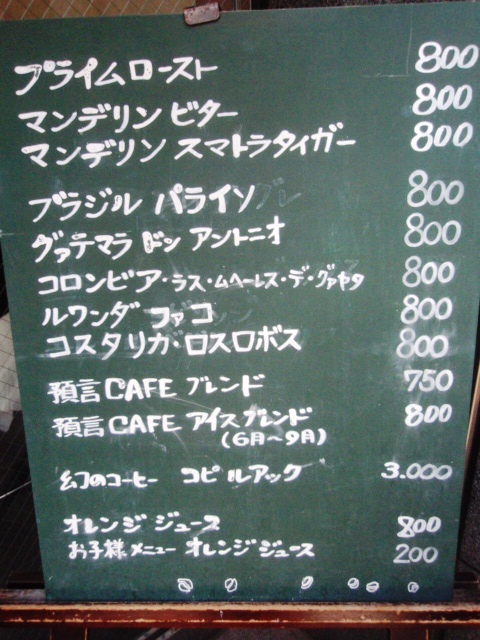 プライムロースト 800
マンデリン ビター 800
マンデリン スマトラタイガー 800
ブラジル パライソ 800
グァテマラ ドン アントニオ 800
コロンビア・ラス・ムヘーレス・デ・グァヤタ 800
ルワンダ ファコ 800
コスタリカ・ロスロボス 800
預言CAFE ブレンド 750
預言CAFE アイスブレンド 800
(6月~9月)
幻のコーヒー コピ ルアック 3.000
オレンジ ジュース 800
お子様メニュー オレンジジュース 200